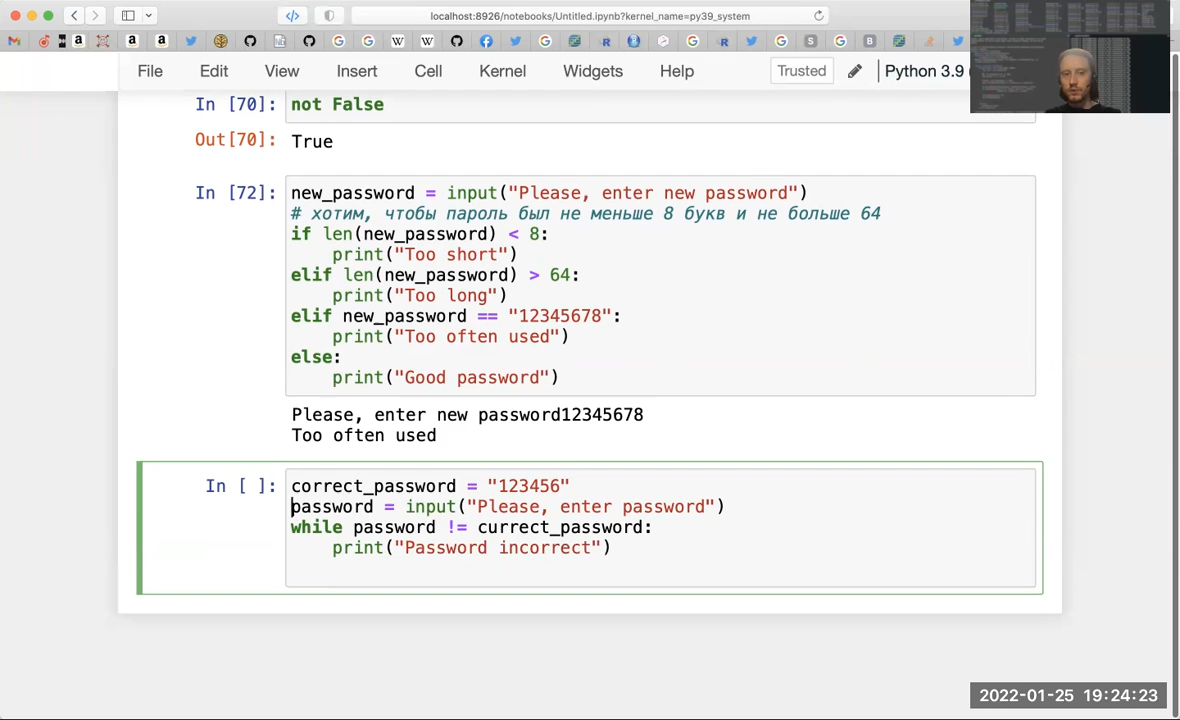 localhost:8926/notebooks/Untitled.ipynb?kernel_name=py39_system
File Edit View Insert Cell Kernel Widgets Help Trusted Python 3.9
In [70]: not False
Out[70]: True
In [72]: new_password = input("Please, enter new password")
# хотим, чтобы пароль был не меньше 8 букв и не больше 64
if len(new_password) < 8:
    print("Too short")
elif len(new_password) > 64:
    print("Too long")
elif new_password == "12345678":
    print("Too often used")
else:
    print("Good password")
Please, enter new password12345678
Too often used
In [ ]: correct_password = "123456"
password = input("Please, enter password")
while password != currect_password:
    print("Password incorrect")
2022-01-25 19:24:23